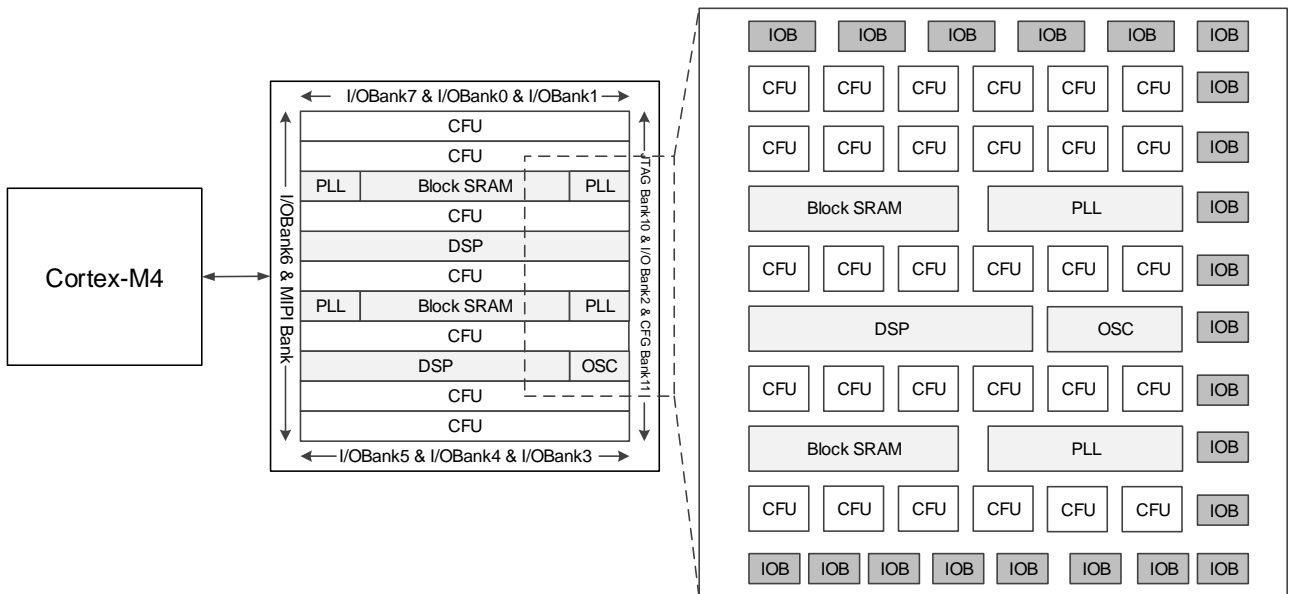 Cortex-M4
I/OBank7 & I/OBank0 & I/OBank1
I/OBank6 & MIPI Bank
CFU
CFU
PLL Block SRAM PLL
CFU
DSP
CFU
PLL Block SRAM PLL
CFU
DSP OSC
CFU
CFU
JTAG Bank10 & I/O Bank2 & CFG Bank11
I/OBank5 & I/OBank4 & I/OBank3
IOB IOB IOB IOB IOB IOB
CFU CFU CFU CFU CFU CFU IOB
CFU CFU CFU CFU CFU CFU IOB
Block SRAM PLL IOB
CFU CFU CFU CFU CFU CFU IOB
DSP OSC IOB
CFU CFU CFU CFU CFU CFU IOB
Block SRAM PLL IOB
CFU CFU CFU CFU CFU CFU IOB
IOB IOB IOB IOB IOB IOB IOB IOB